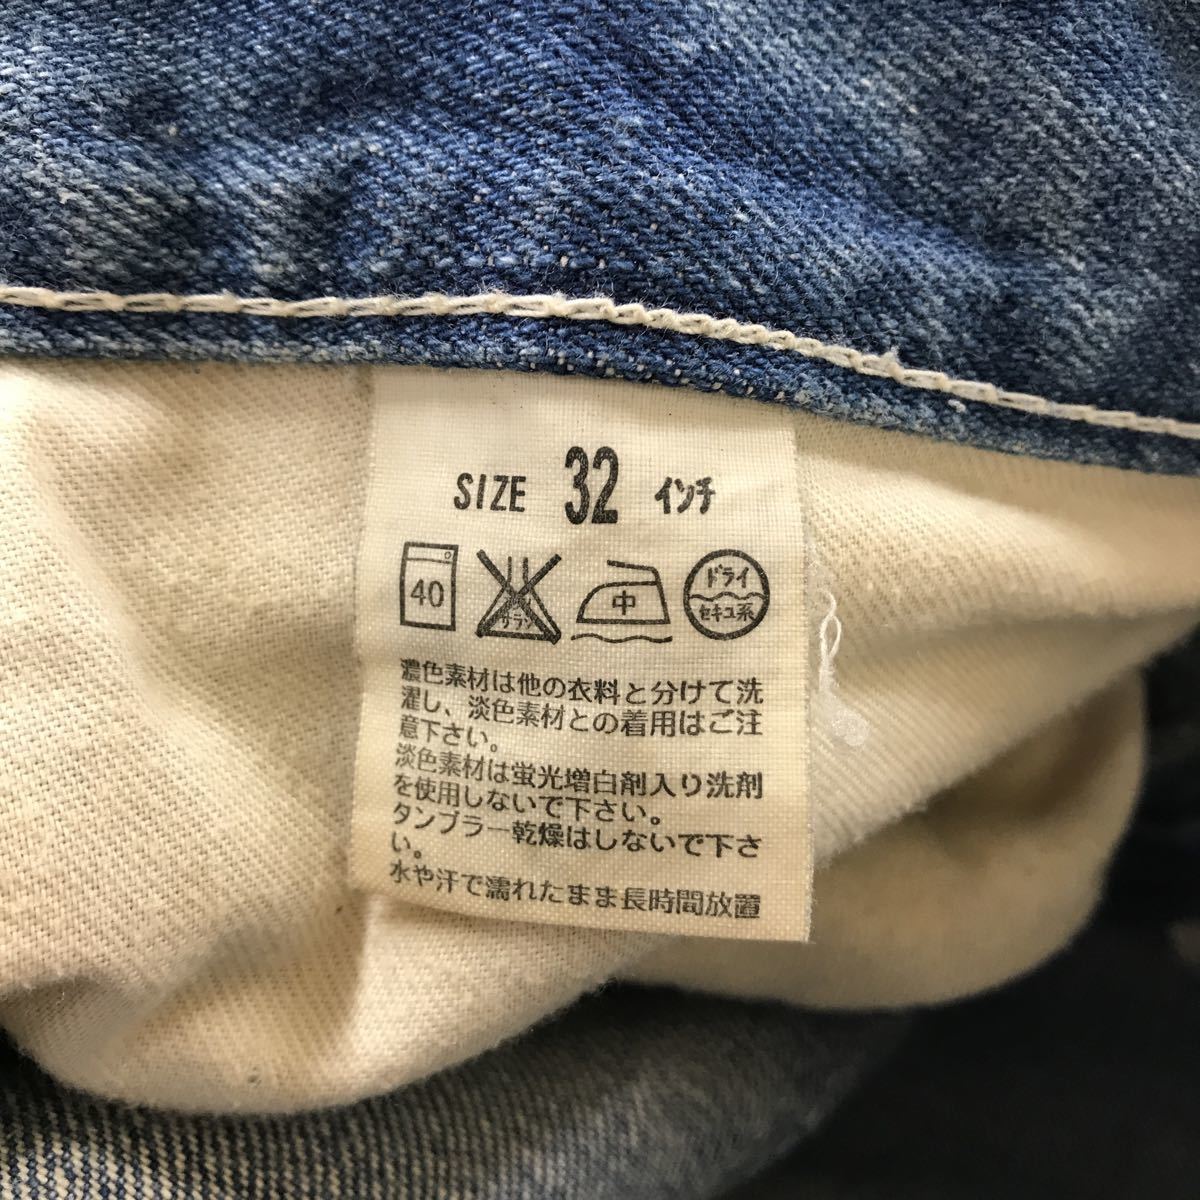 SIZE 32 インチ
40
サラシ
中
ドライ
セキユ系
濃色素材は他の衣料と分けて洗
濯し、淡色素材との着用はご注
意下さい。
淡色素材は蛍光増白剤入り洗剤
を使用しないで下さい。
タンブラー乾燥はしないで下さ
い。
水や汗で濡れたまま長時間放置